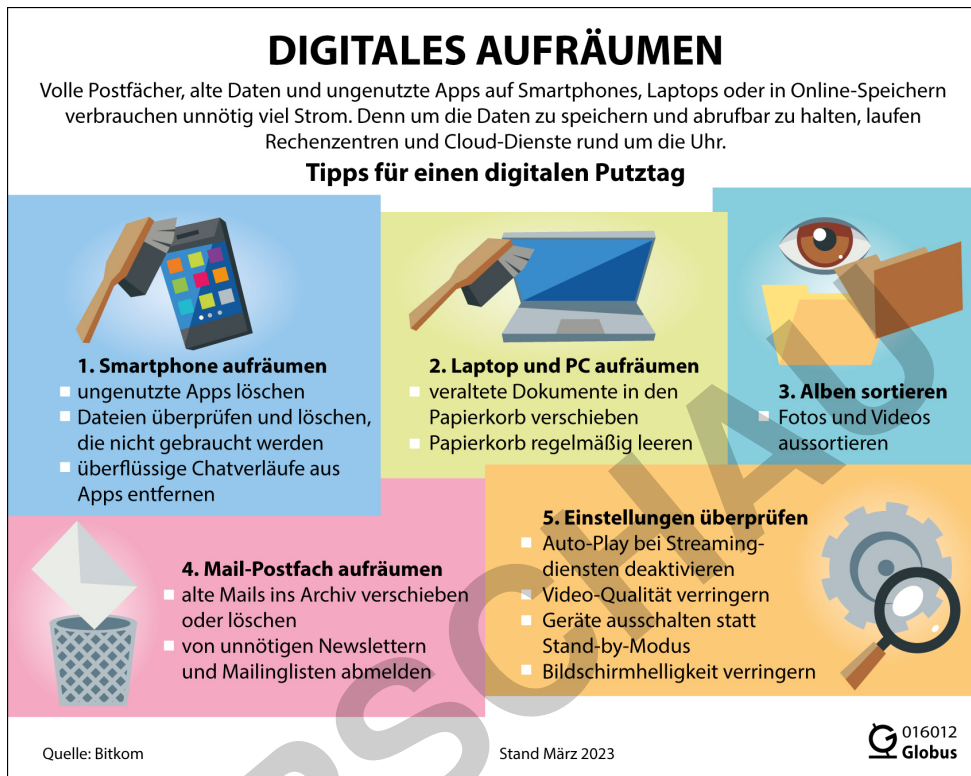 DIGITALES AUFRÄUMEN
Volle Postfächer, alte Daten und ungenutzte Apps auf Smartphones, Laptops oder in Online-Speichern
verbrauchen unnötig viel Strom. Denn um die Daten zu speichern und abrufbar zu halten, laufen
Rechenzentren und Cloud-Dienste rund um die Uhr.
Tipps für einen digitalen Putztag
1. Smartphone aufräumen
ungenutzte Apps löschen
Dateien überprüfen und löschen,
die nicht gebraucht werden
überflüssige Chatverläufe aus
Apps entfernen
2. Laptop und PC aufräumen
veraltete Dokumente in den
Papierkorb verschieben
Papierkorb regelmäßig leeren
3. Alben sortieren
Fotos und Videos
aussortieren
4. Mail-Postfach aufräumen
alte Mails ins Archiv verschieben
oder löschen
von unnötigen Newslettern
und Mailinglisten abmelden
5. Einstellungen überprüfen
Auto-Play bei Streaming-
diensten deaktivieren
Video-Qualität verringern
Geräte ausschalten statt
Stand-by-Modus
Bildschirmhelligkeit verringern
Quelle: Bitkom
Stand März 2023
016012
Globus